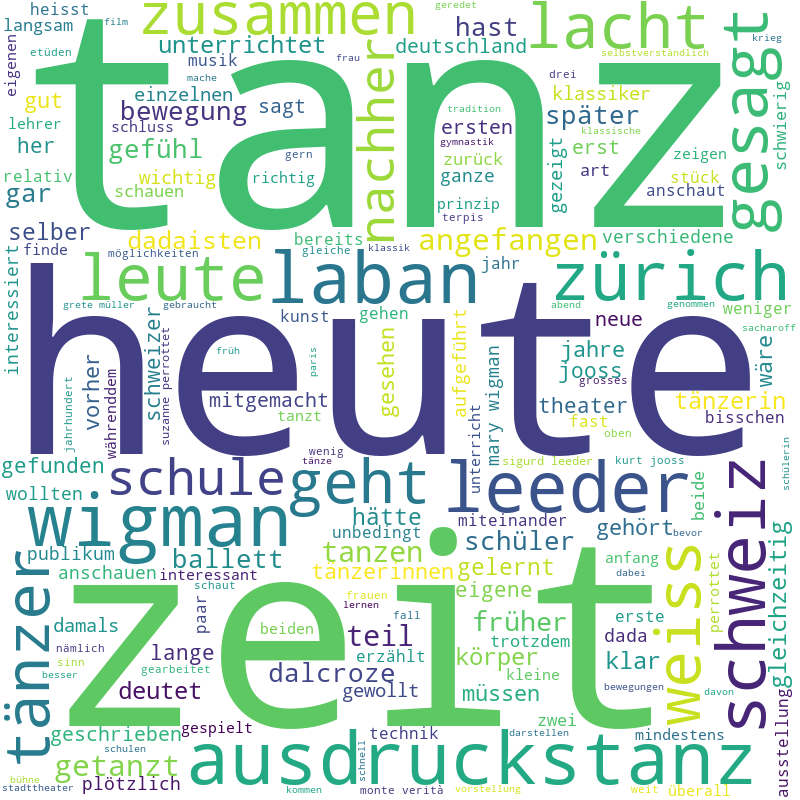 heisst
zusammen
geredet
lacht
gesagt
krieg
langsam
film
hast
selbstverständlich
tanz
etüden
unterrichtet
deutschland
eigenen
musik
frau
mache
drei
gut
einzelnen
klassiker
schwierig
bewegung
sagt
tradition
später
lehrer
schluss
nachher
ersten
klassische
her
gefühl
gymnastik
erst
zeigen
gern
zurück
gezeigt
relativ
wichtig
prinzip
art
stück
gar
schauen
richtig
ganze
anschaut
terpis
selber
dadaisten
bereits
angefangen
verschiedene
finde
möglichkeiten
gleiche
klassik
interessiert
leute
laban
jahr
zürich
grete müller
gebraucht
kunst
gehen
abend
genommen
weniger
heute
vorher
schweizer
neue
sacharoff
früh
paris
gesehen
aufgeführt
jahre
wäre
jooss
jahrhundert
währenddem
suzanne perrottet
mitgemacht
mary wigman
grosses
theater
tänzerin
tanzt
fast
bisschen
wenig
oben
gefunden
schule
tänze
geht
unterricht
sigurd leeder
kurt jooss
schülerin
wollten
leeder
beide
schweiz
wigman
hätte
miteinander
gehört
unbedingt
bevor
publikum
ballett
tanzen
schüler
anfang
weiss
gleichzeitig
tänzer
anschauen
interessant
tänzerinnen
gelernt
dabei
perrottet
schaut
frauen
lernen
eigene
zeit
damals
paar
beiden
teil
fall
früher
erste
lange
trotzdem
dada
nämlich
erzählt
körper
klar
sinn
dalcroze
kleine
besser
gearbeitet
deutet
gewollt
müssen
bewegungen
davon
geschrieben
gespielt
technik
zwei
darstellen
mindestens
ausstellung
schulen
getanzt
ausdruckstanz
schnell
bühne
plötzlich
stadttheater
kommen
monte verità
vorstellung
weit
überall